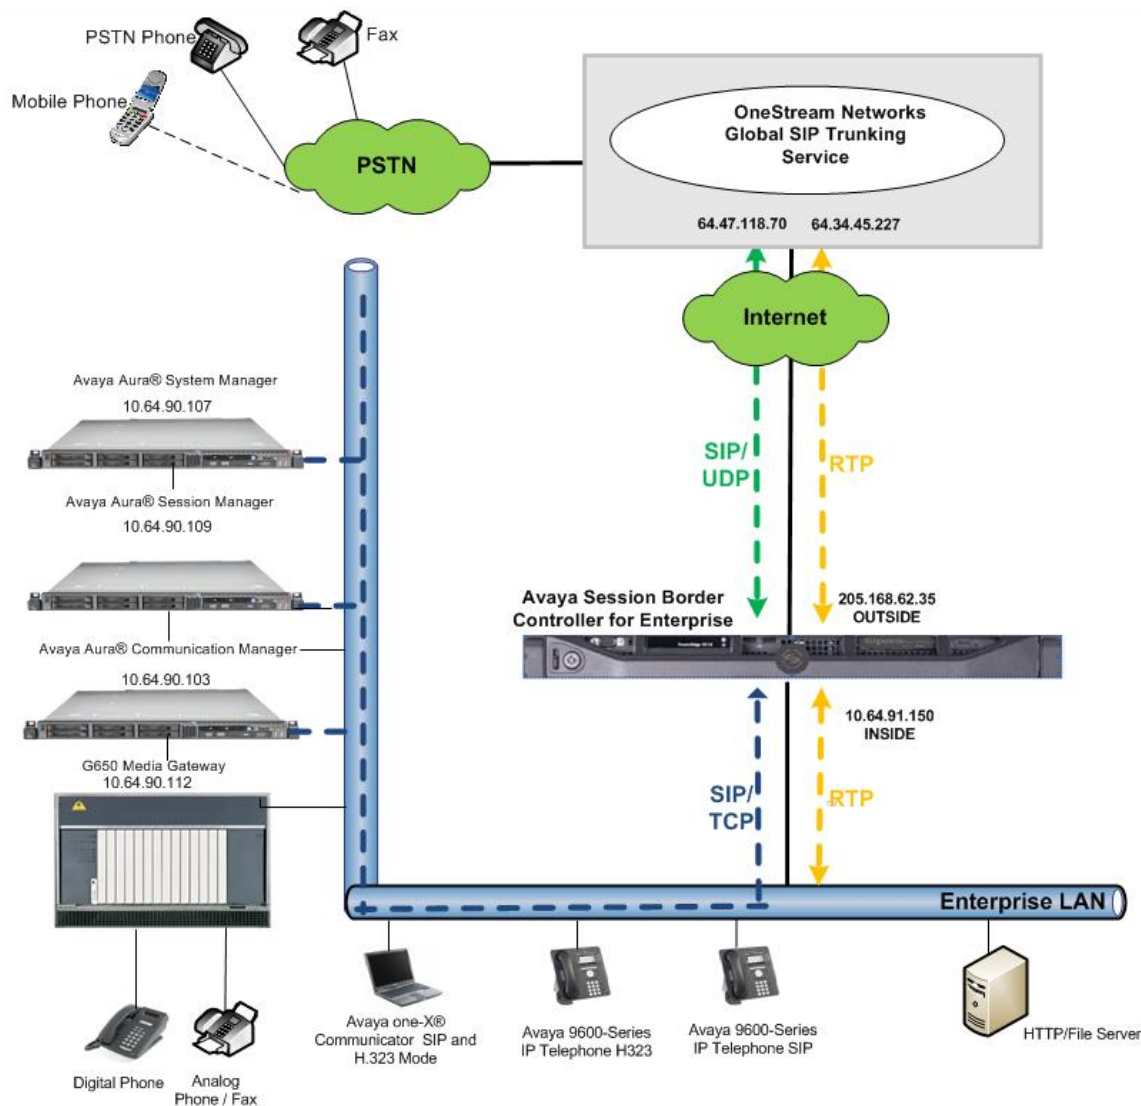 PSTN Phone
Fax
Mobile Phone
PSTN
OneStream Networks
Global SIP Trunking
Service
64.47.118.70
64.34.45.227
Internet
Avaya Aura® System Manager
10.64.90.107
SIP/
UDP
RTP
Avaya Aura® Session Manager
10.64.90.109
Avaya Session Border
Controller for Enterprise
205.168.62.35
OUTSIDE
Avaya Aura® Communication Manager
10.64.90.103
10.64.91.150
INSIDE
G650 Media Gateway
10.64.90.112
SIP/
TCP
RTP
Enterprise LAN
Avaya one-X®
Communicator SIP and
H.323 Mode
Avaya 9600-Series
IP Telephone H323
Avaya 9600-Series
IP Telephone SIP
HTTP/File Server
Digital Phone
Analog
Phone / Fax